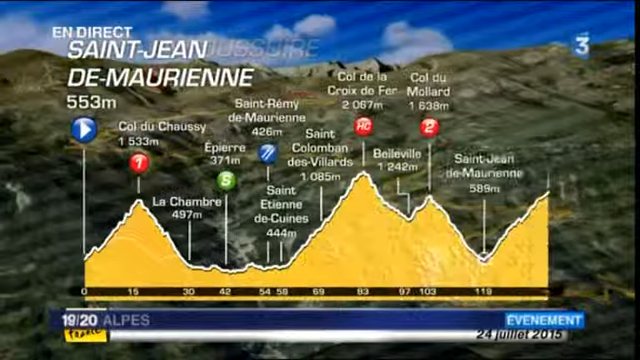 EN DIRECT
SAINT-JEAN
DE-MAURIENNE
553m
3
Col du Chaussy
1 533m
1
La Chambre
497m
Épierre
371m
S
Saint-Rémy
de-Maurienne
426m
Saint
Etienne
de-Cuines
444m
Saint
Colomban
des-Villards
1 085m
Col de la
Croix de Fer
2 067m
HC
Belleville
1 242m
Col du
Mollard
1 638m
2
Saint-Jean
de-Maurienne
589m
0 15 30 42 54 58 69 83 97 103 119
19/20 ALPES
France
EVENEMENT
24 juillet 2015